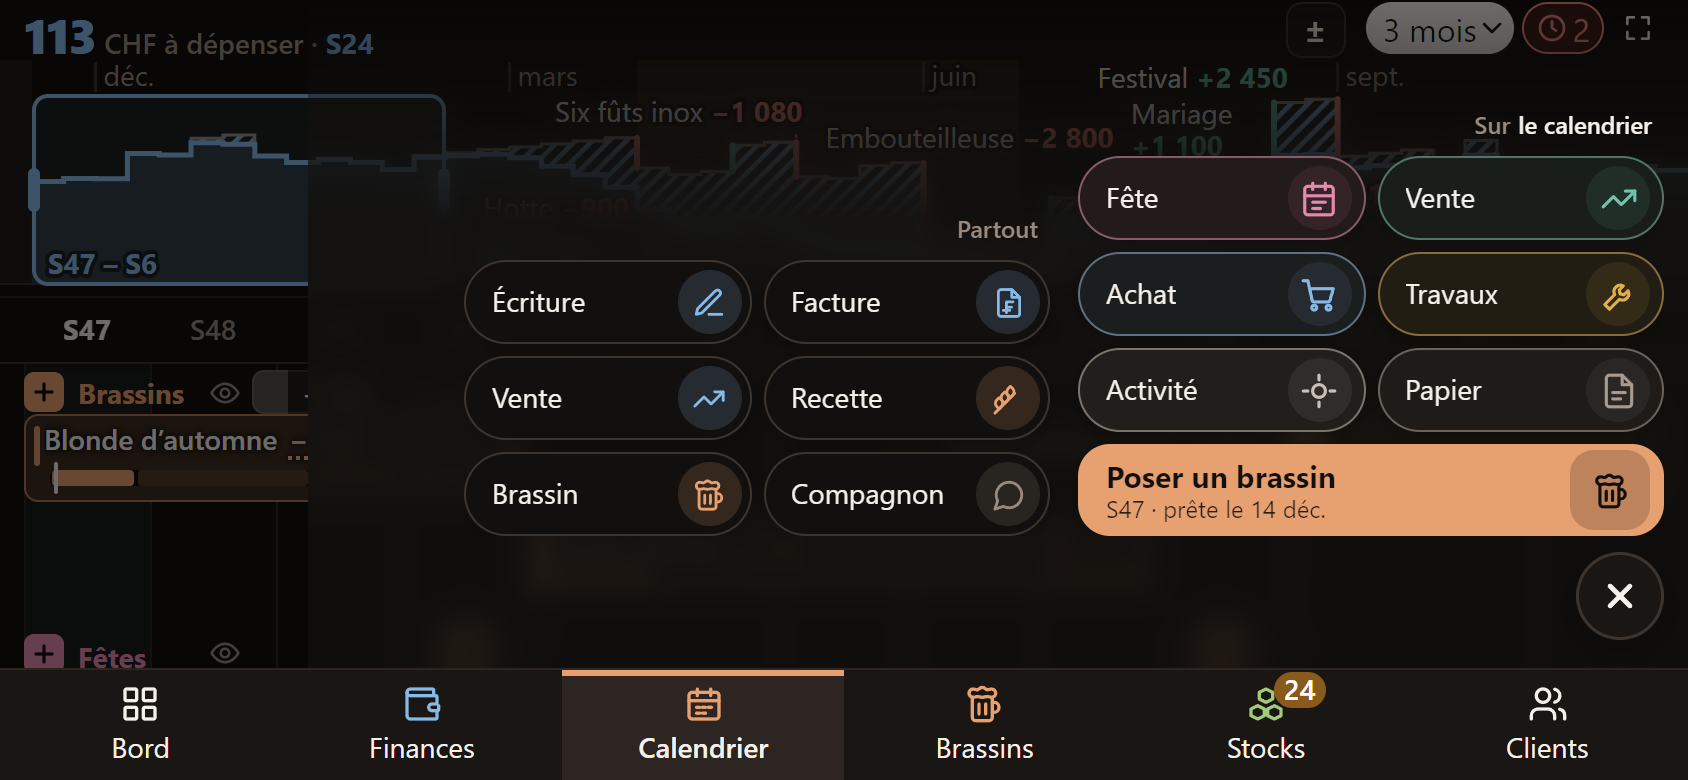 113 CHF à dépenser · S24
±
3 mois
2
déc.
mars
juin
sept.
Festival +2 450
Six fûts inox −1 080
Mariage
+1 100
Embouteilleuse −2 800
Hotte −900
S47 – S6
Sur le calendrier
Fête
Vente
Achat
Travaux
Activité
Papier
Poser un brassin
S47 · prête le 14 déc.
Partout
Écriture
Facture
Vente
Recette
Brassin
Compagnon
S47
S48
Brassins
Blonde d’automne
Fêtes
Bord
Finances
Calendrier
Brassins
24
Stocks
Clients